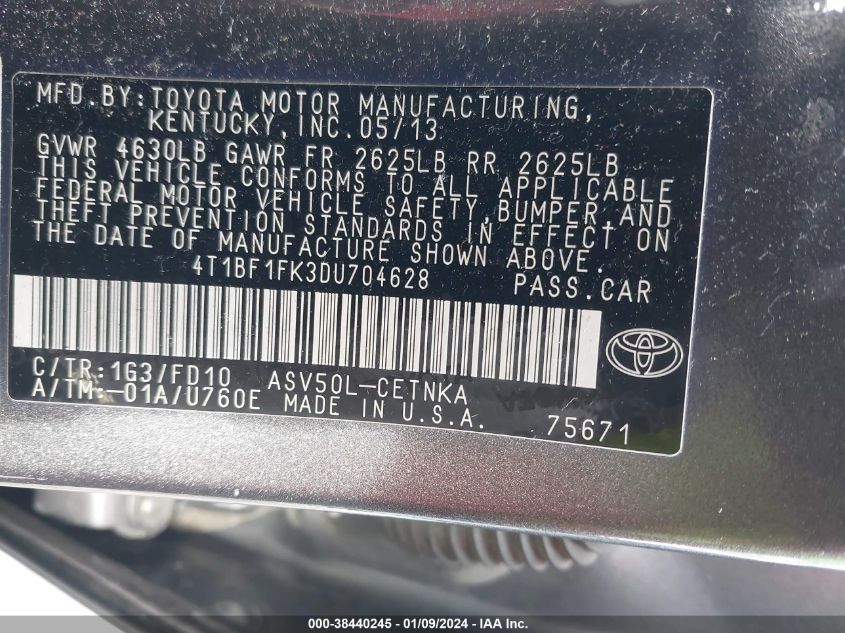 MFD.BY:TOYOTA MOTOR MANUFACTURING,
KENTUCKY,INC.05/13
GVWR 4630LB GAWR FR 2625LB RR 2625LB
THIS VEHICLE CONFORMS TO ALL APPLICABLE
FEDERAL MOTOR VEHICLE SAFETY,BUMPER,AND
THEFT PREVENTION STANDARDS IN EFFECT ON
THE DATE OF MANUFACTURE SHOWN ABOVE.
4T1BF1FK3DU704628 PASS.CAR
C/TR:1G3/FD10 ASV50L-CETNKA
A/TM:-01A/U760E MADE IN U.S.A. 75671
000-38440245 - 01/09/2024 - IAA Inc.